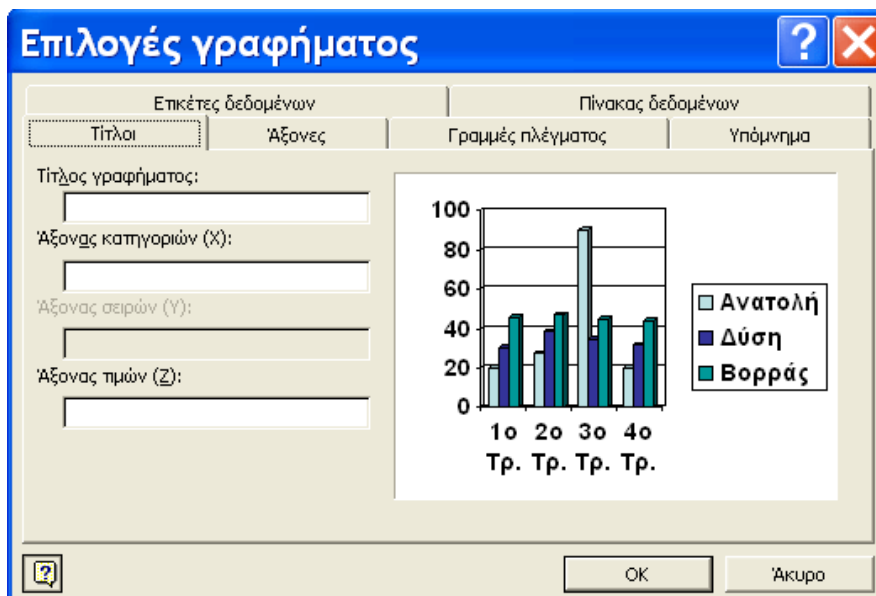 Επιλογές γραφήματος
Ετικέτες δεδομένων
Πίνακας δεδομένων
Τίτλοι
Άξονες
Γραμμές πλέγματος
Υπόμνημα
Τίτλος γραφήματος:
Άξονας κατηγοριών (X):
Άξονας σειρών (Y):
Άξονας τιμών (Z):
100
80
60
40
20
0
1ο 2ο 3ο 4ο
Τρ. Τρ. Τρ. Τρ.
Ανατολή
Δύση
Βορράς
OK
Άκυρο